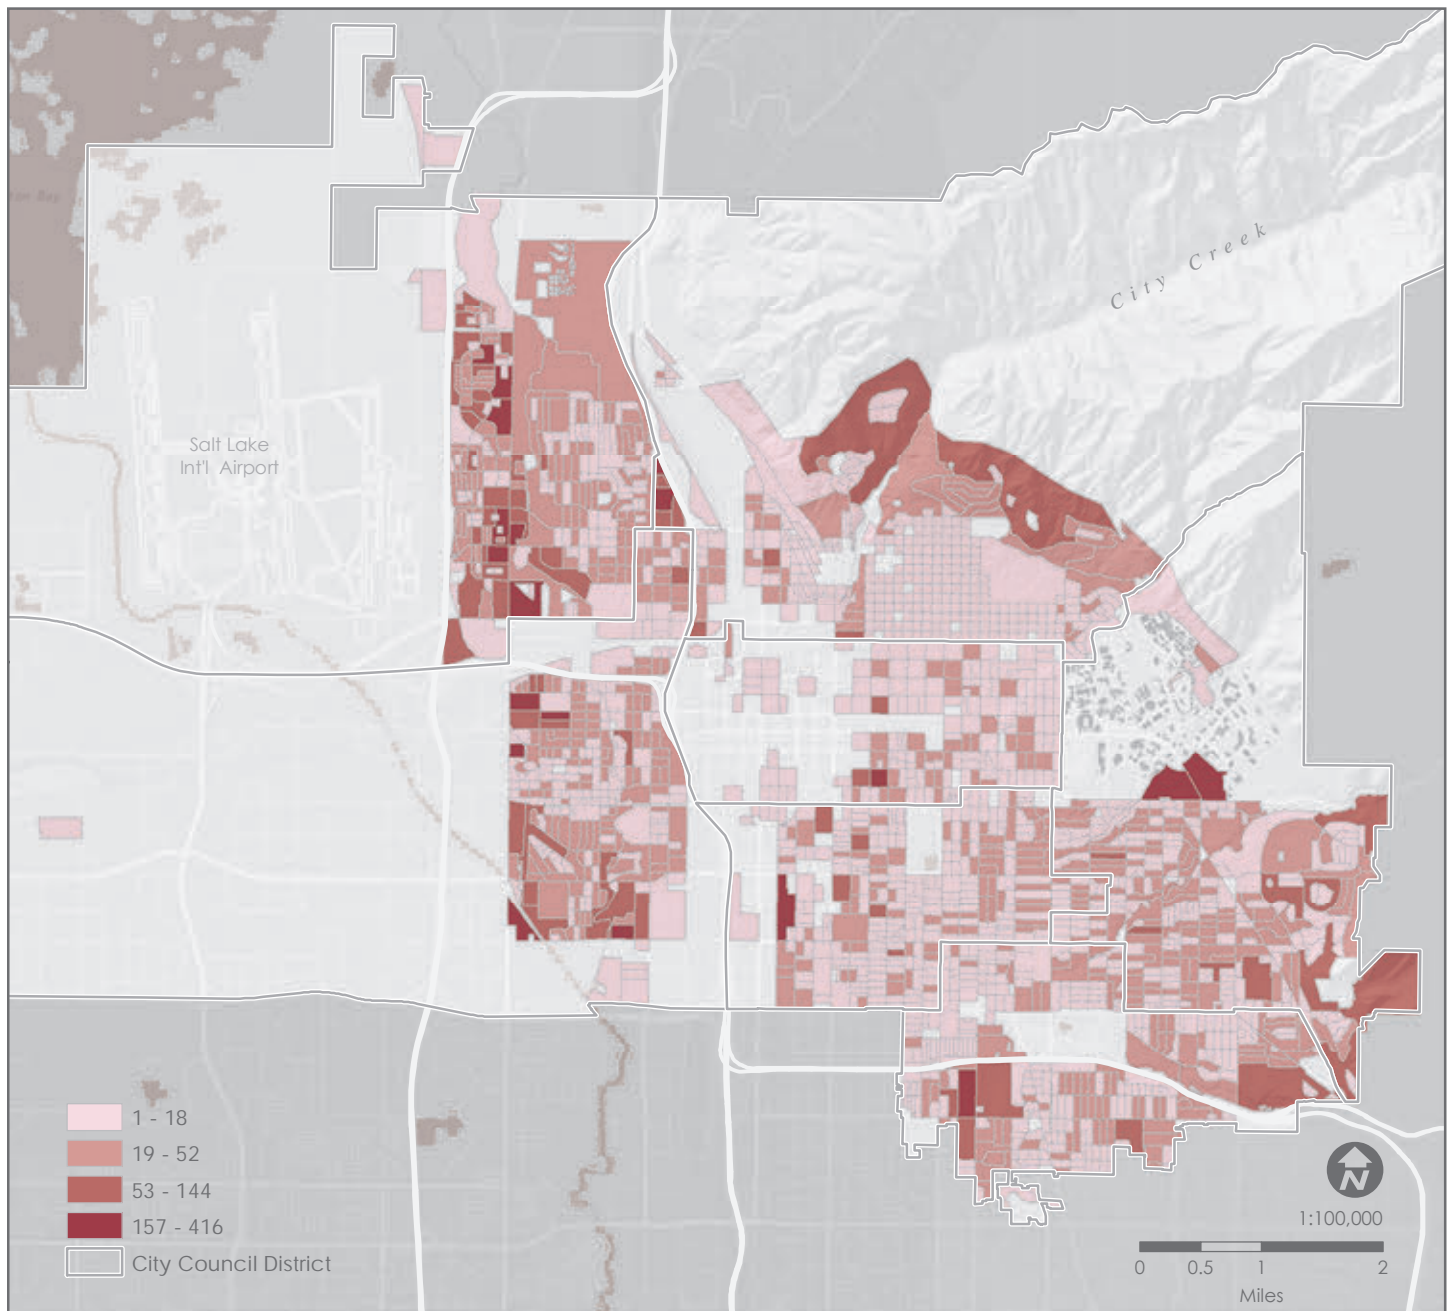 City Creek
Salt Lake
Int'l Airport
1 - 18
19 - 52
53 - 144
157 - 416
City Council District
N
1:100,000
0 0.5 1 2
Miles